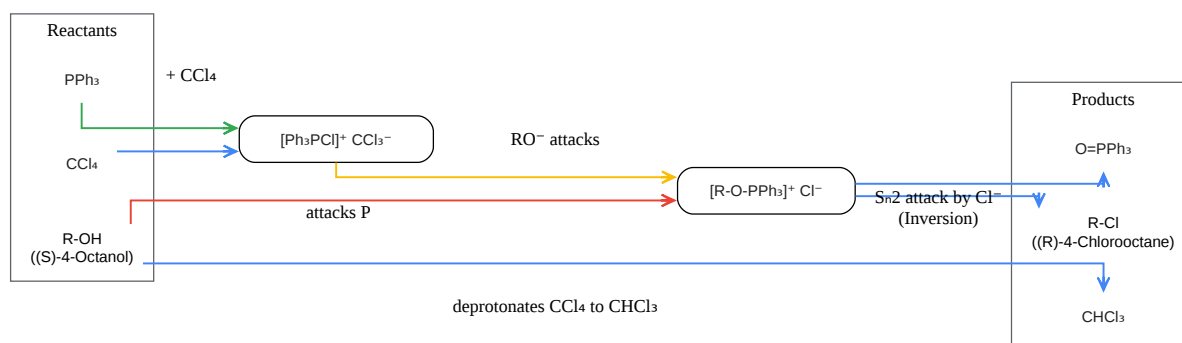 Reactants
PPh₃
+ CCl₄
CCl₄
[Ph₃PCl]⁺ CCl₃⁻
RO⁻ attacks
attacks P
R-OH
((S)-4-Octanol)
[R-O-PPh₃]⁺ Cl⁻
Sₙ2 attack by Cl⁻
(Inversion)
deprotonates CCl₄ to CHCl₃
Products
O=PPh₃
R-Cl
((R)-4-Chlorooctane)
CHCl₃